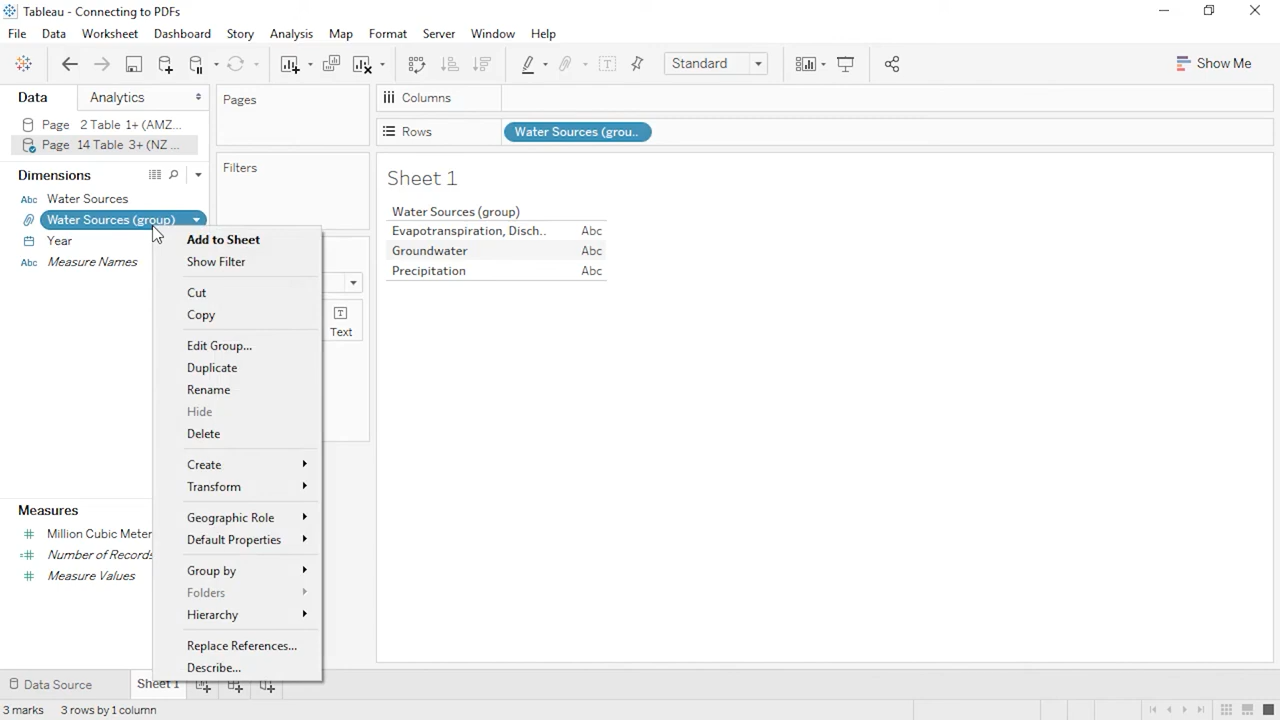 Tableau - Connecting to PDFs
File Data Worksheet Dashboard Story Analysis Map Format Server Window Help
Standard
Show Me
Data Analytics
Page 2 Table 1+ (AMZ...
Page 14 Table 3+ (NZ ...
Dimensions
Abc Water Sources
Water Sources (group)
Year
Abc Measure Names
Measures
Million Cubic Meter
Number of Records
Measure Values
Add to Sheet
Show Filter
Cut
Copy
Edit Group...
Duplicate
Rename
Hide
Delete
Create
Transform
Geographic Role
Default Properties
Group by
Folders
Hierarchy
Replace References...
Describe...
Pages
Filters
T
Text
Columns
Rows Water Sources (grou..
Sheet 1
Water Sources (group)
Evapotranspiration, Disch.. Abc
Groundwater Abc
Precipitation Abc
Data Source Sheet 1
3 marks 3 rows by 1 column